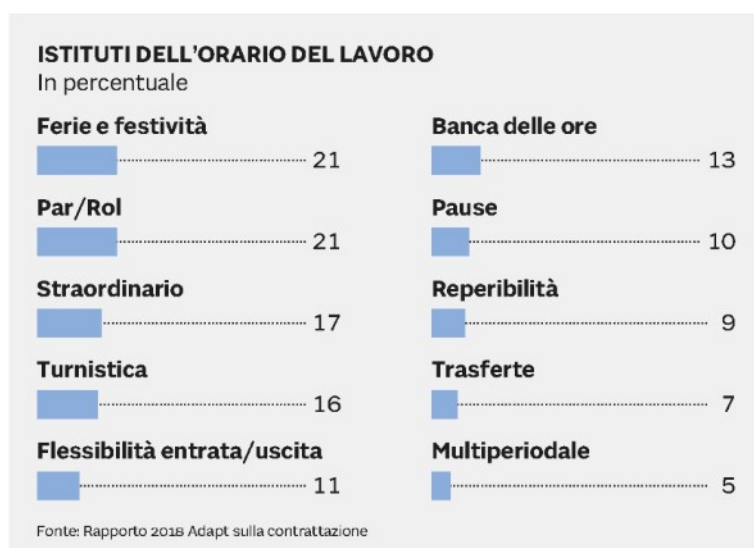 ISTITUTI DELL'ORARIO DEL LAVORO
In percentuale
Ferie e festività
21
Par/Rol
21
Straordinario
17
Turnistica
16
Flessibilità entrata/uscita
11
Banca delle ore
13
Pause
10
Reperibilità
9
Trasferte
7
Multiperiodale
5
Fonte: Rapporto 2018 Adapt sulla contrattazione